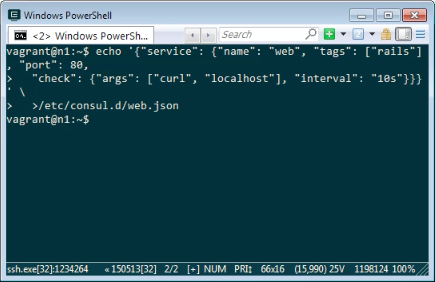 Windows PowerShell
<2> Windows PowerSh...
Search
vagrant@n1:~$ echo '{"service": {"name": "web", "tags": ["rails"]
, "port": 80,
>   "check": {"args": ["curl", "localhost"], "interval": "10s"}}}
' \
>   >/etc/consul.d/web.json
vagrant@n1:~$
ssh.exe[32]:1234264 « 150513[32] 2/2 [+] NUM PRI↕ 66x16 (15,990) 25V 1198124 100%